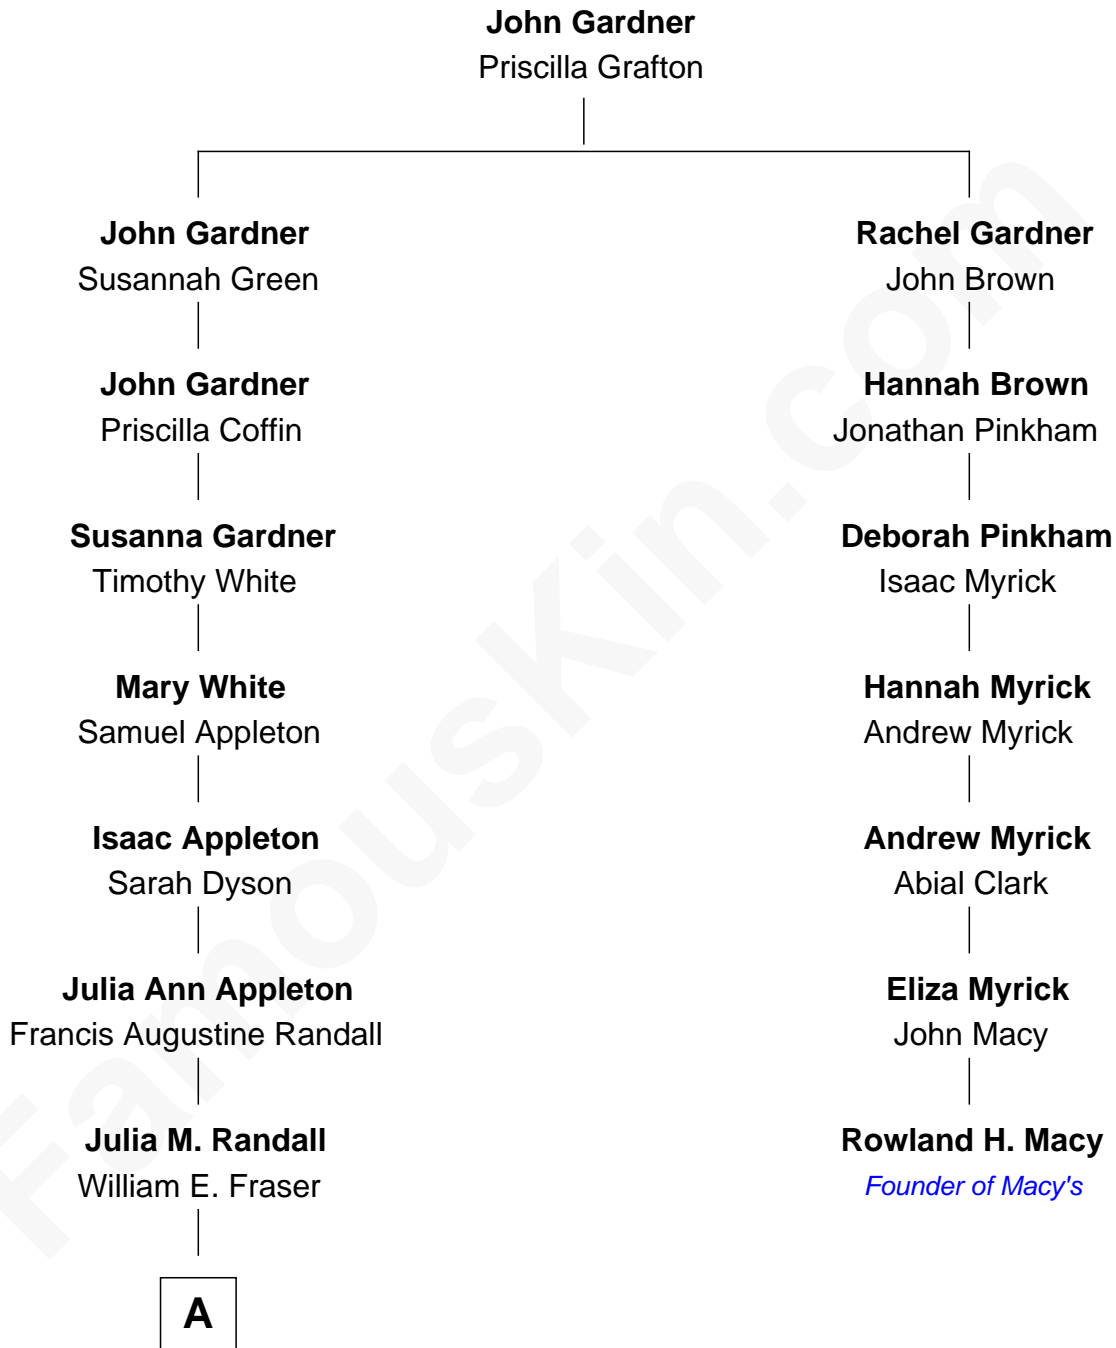 John Gardner
Priscilla Grafton
John Gardner
Susannah Green
Rachel Gardner
John Brown
John Gardner
Priscilla Coffin
Hannah Brown
Jonathan Pinkham
Susanna Gardner
Timothy White
Deborah Pinkham
Isaac Myrick
Mary White
Samuel Appleton
Hannah Myrick
Andrew Myrick
Isaac Appleton
Sarah Dyson
Andrew Myrick
Abial Clark
Julia Ann Appleton
Francis Augustine Randall
Eliza Myrick
John Macy
Julia M. Randall
William E. Fraser
Rowland H. Macy
Founder of Macy's
A
FamousKin.com